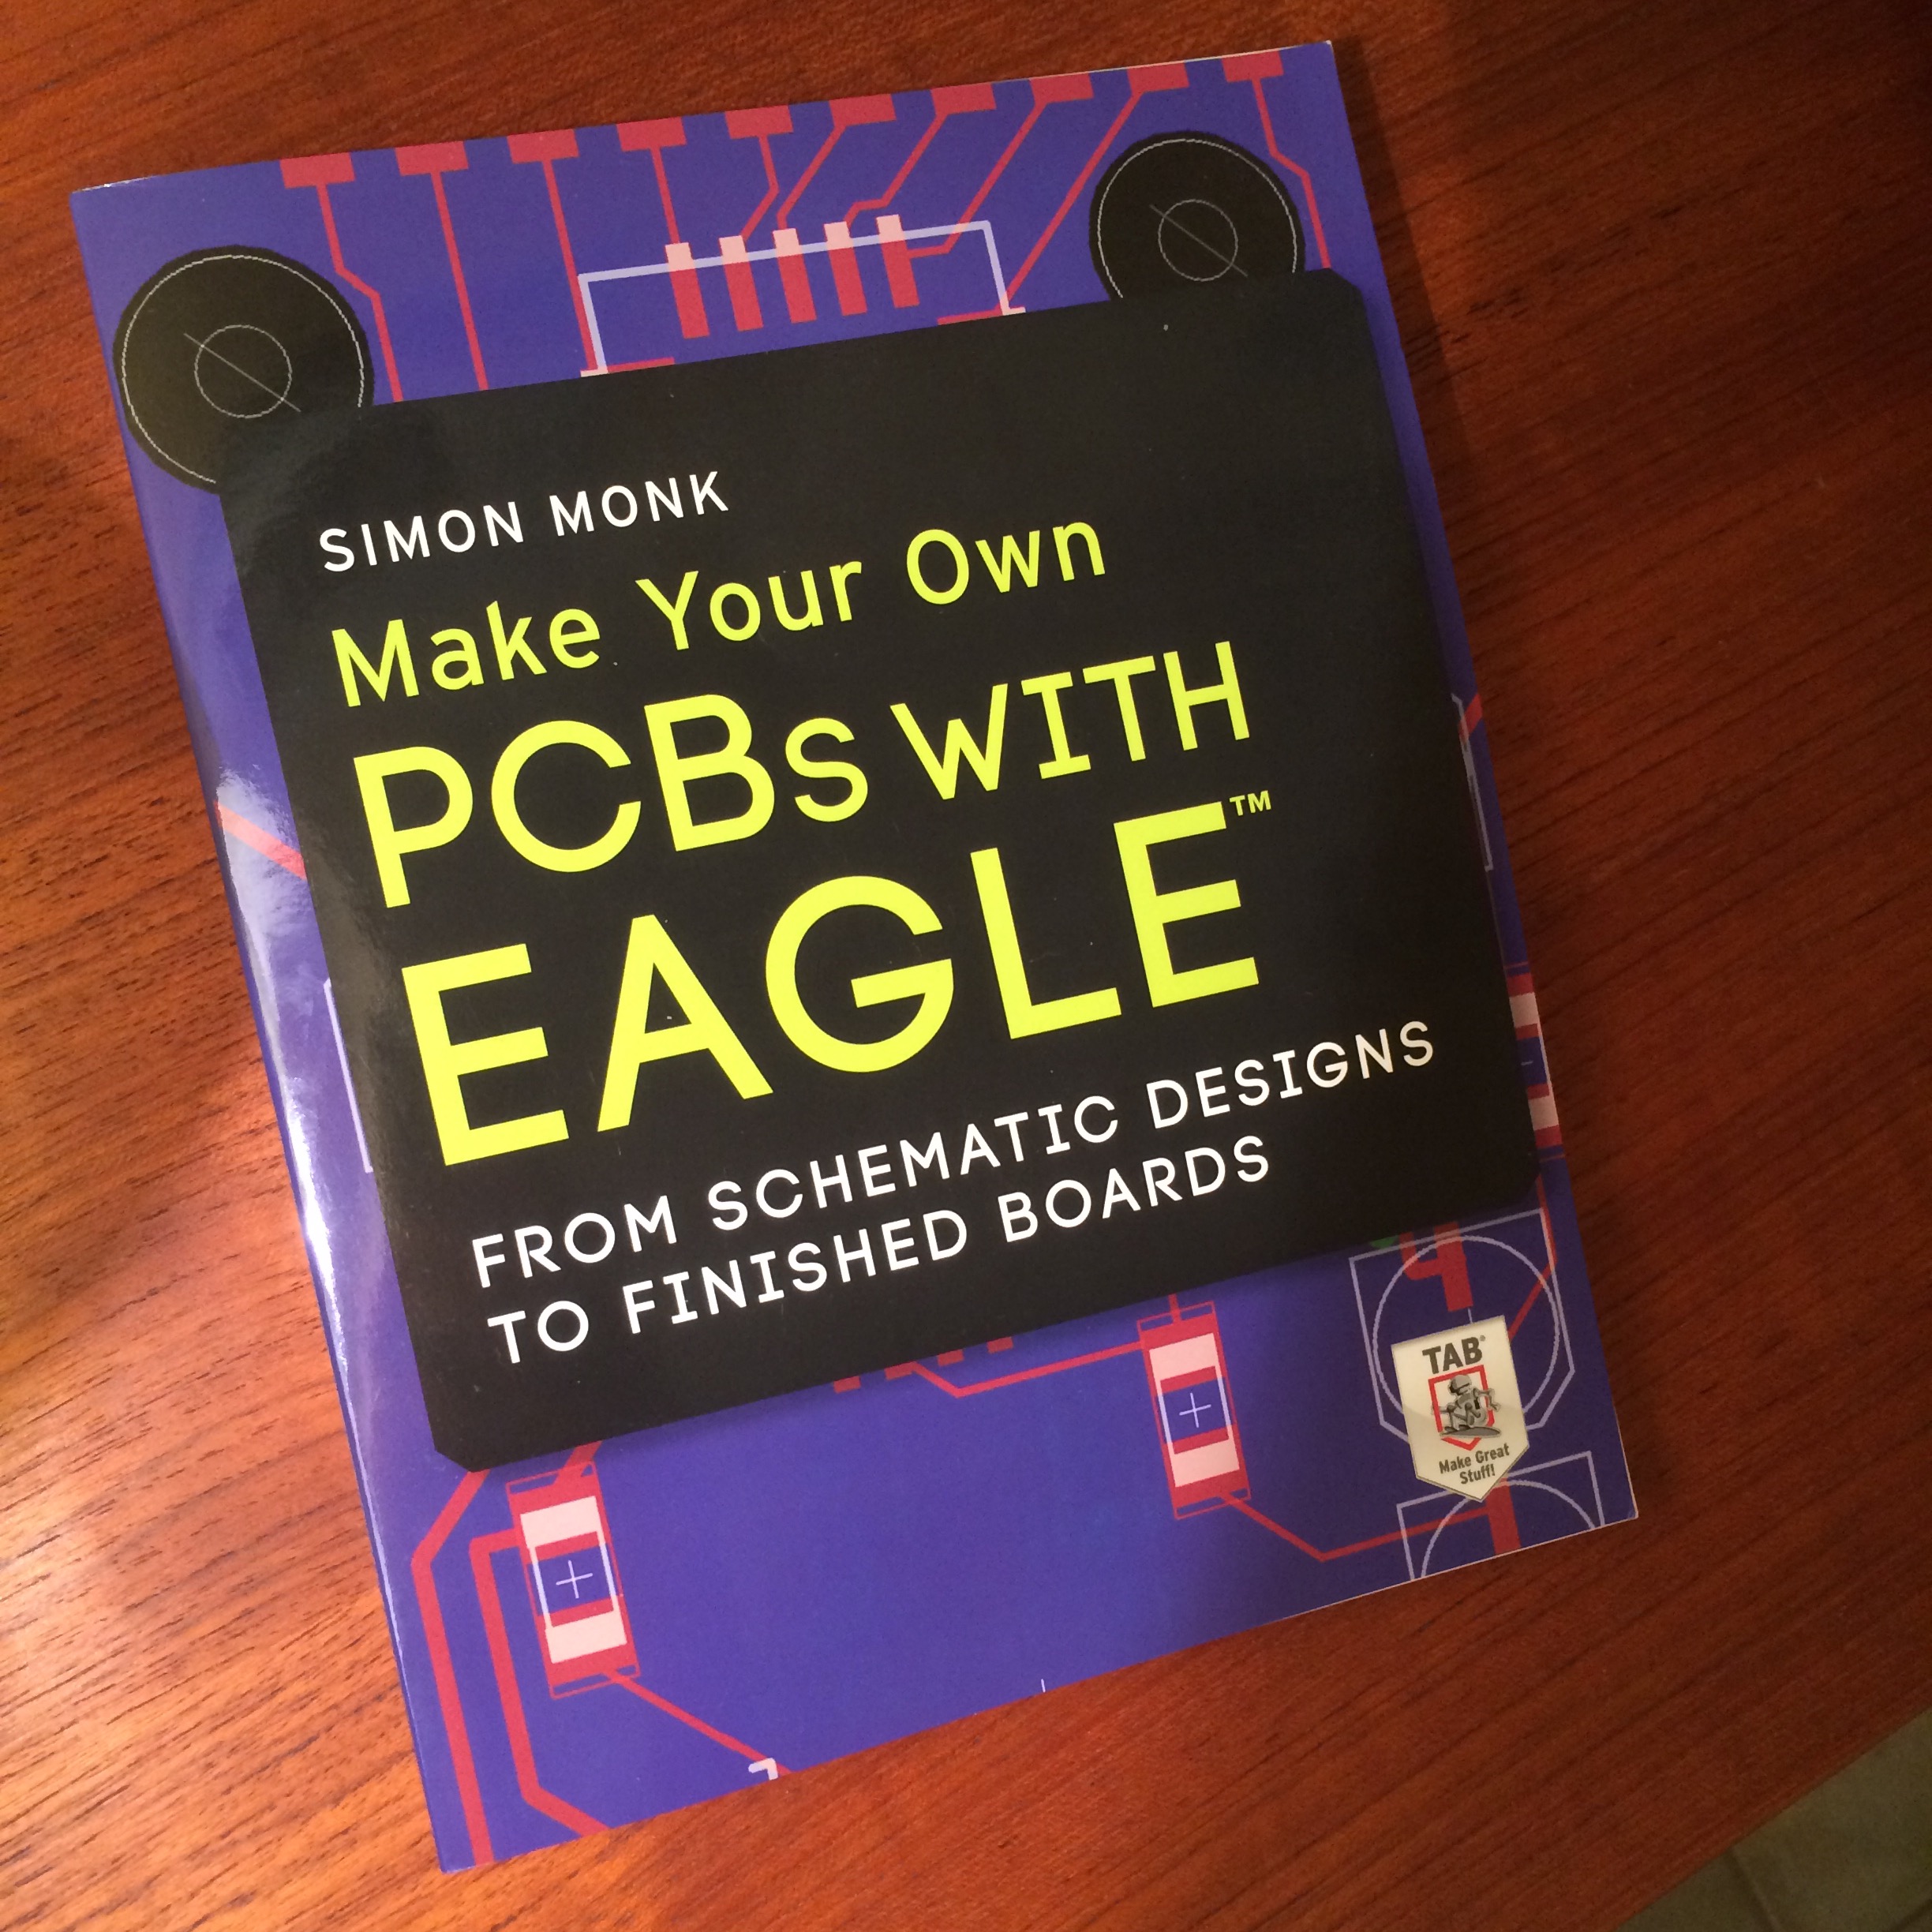 SIMON MONK
Make Your Own
PCBs WITH
EAGLE™
FROM SCHEMATIC DESIGNS
TO FINISHED BOARDS
TAB®
Make Great
Stuff!